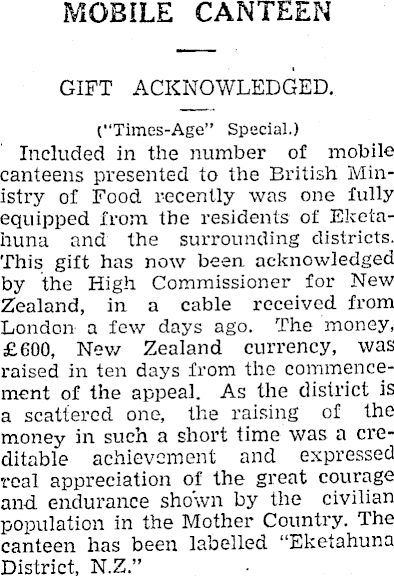 MOBILE CANTEEN
GIFT ACKNOWLEDGED.
("Times-Age" Special.)
Included in the number of mobile
canteens presented to the British Min-
istry of Food recently was one fully
equipped from the residents of Eketa-
huna and the surrounding districts.
This gift has now been acknowledged
by the High Commissioner for New
Zealand, in a cable received from
London a few days ago. The money,
£600, New Zealand currency, was
raised in ten days from the commence-
ment of the appeal. As the district is
a scattered one, the raising of the
money in such a short time was a cre-
ditable achievement and expressed
real appreciation of the great courage
and endurance shown by the civilian
population in the Mother Country. The
canteen has been labelled "Eketahuna
District, N.Z."